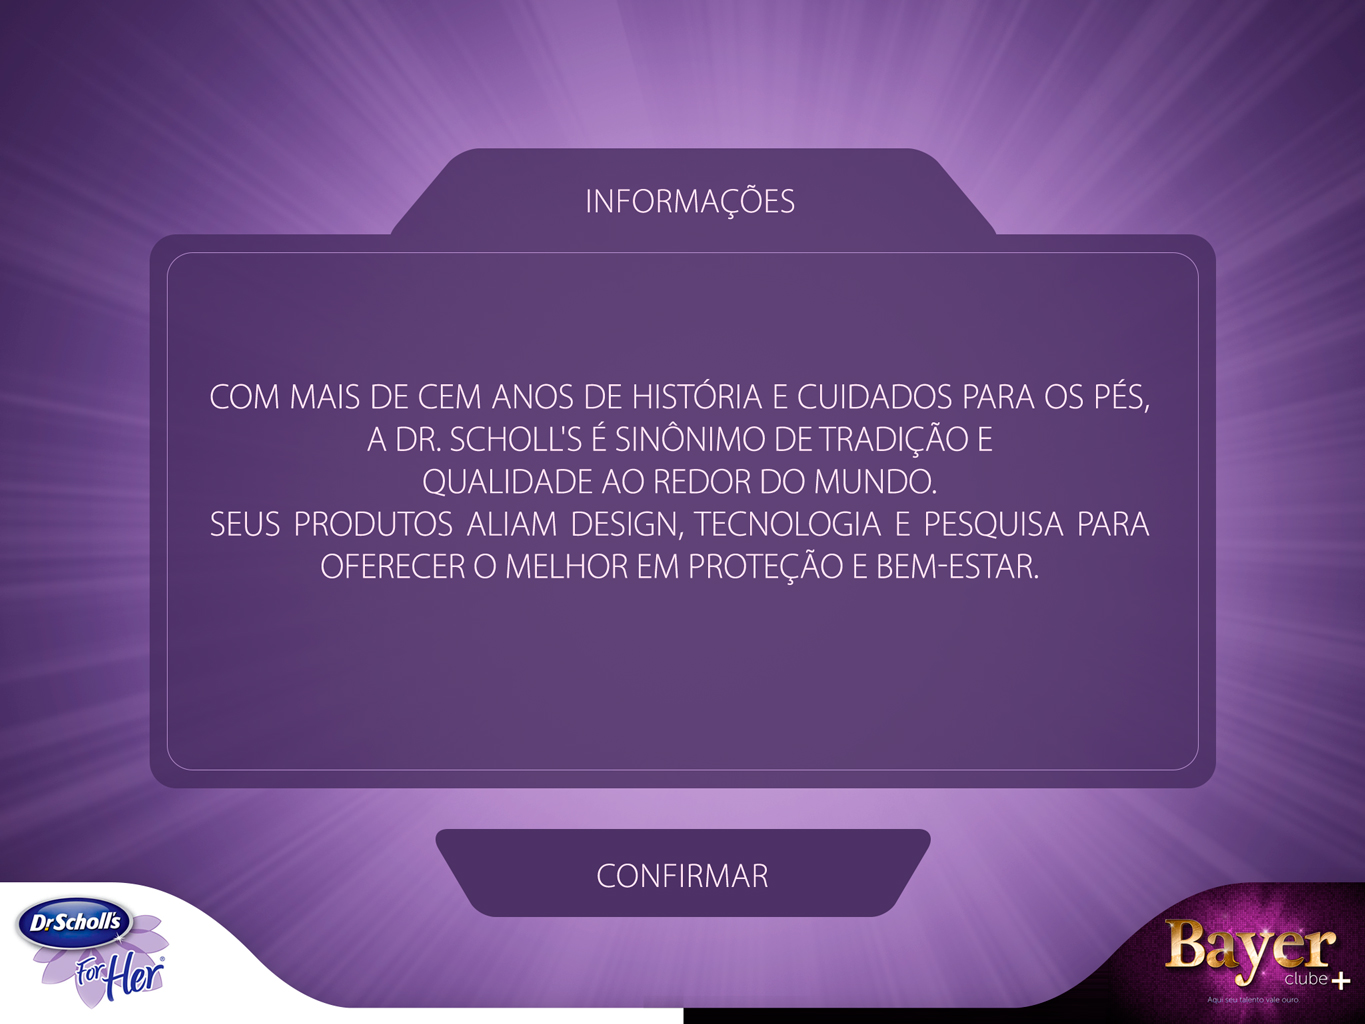 INFORMAÇÕES
COM MAIS DE CEM ANOS DE HISTÓRIA E CUIDADOS PARA OS PÉS,
A DR. SCHOLL'S É SINÔNIMO DE TRADIÇÃO E
QUALIDADE AO REDOR DO MUNDO.
SEUS PRODUTOS ALIAM DESIGN, TECNOLOGIA E PESQUISA PARA
OFERECER O MELHOR EM PROTEÇÃO E BEM-ESTAR.
CONFIRMAR
Dr.Scholl's
For Her®
Bayer
clube+
Aqui seu talento vale ouro.